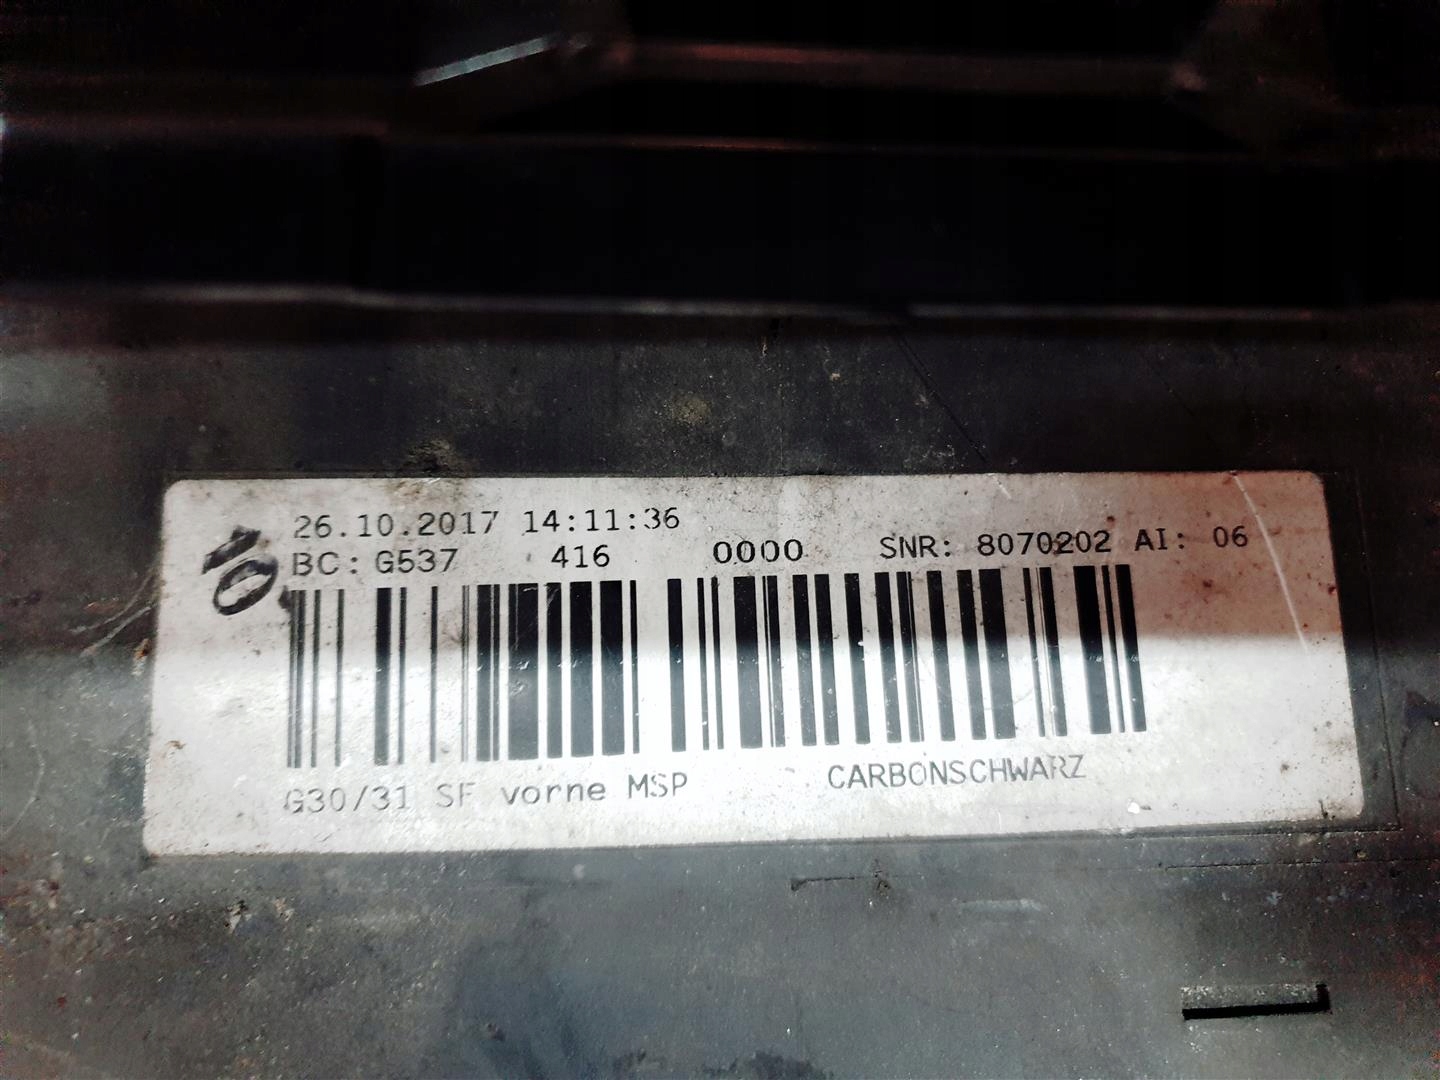 26.10.2017 14:11:36
BC: G537 416 0000 SNR: 8070202 AI: 06
G30/31 SF vorne MSP CARBONSCHWARZ